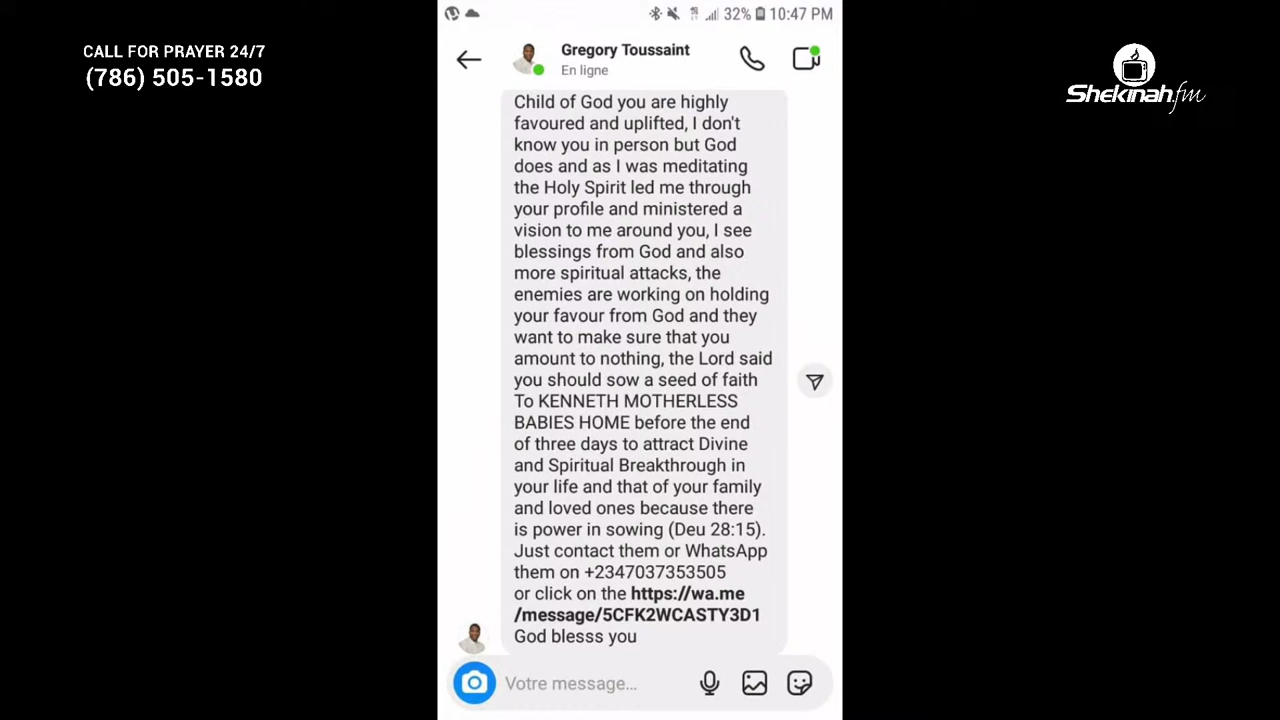 CALL FOR PRAYER 24/7
(786) 505-1580
32% 10:47 PM
Gregory Toussaint
En ligne
Shekinah.fm
Child of God you are highly
favoured and uplifted, I don't
know you in person but God
does and as I was meditating
the Holy Spirit led me through
your profile and ministered a
vision to me around you, I see
blessings from God and also
more spiritual attacks, the
enemies are working on holding
your favour from God and they
want to make sure that you
amount to nothing, the Lord said
you should sow a seed of faith
To KENNETH MOTHERLESS
BABIES HOME before the end
of three days to attract Divine
and Spiritual Breakthrough in
your life and that of your family
and loved ones because there
is power in sowing (Deu 28:15).
Just contact them or WhatsApp
them on +2347037353505
or click on the https://wa.me
/message/5CFK2WCASTY3D1
God blesss you
Votre message...